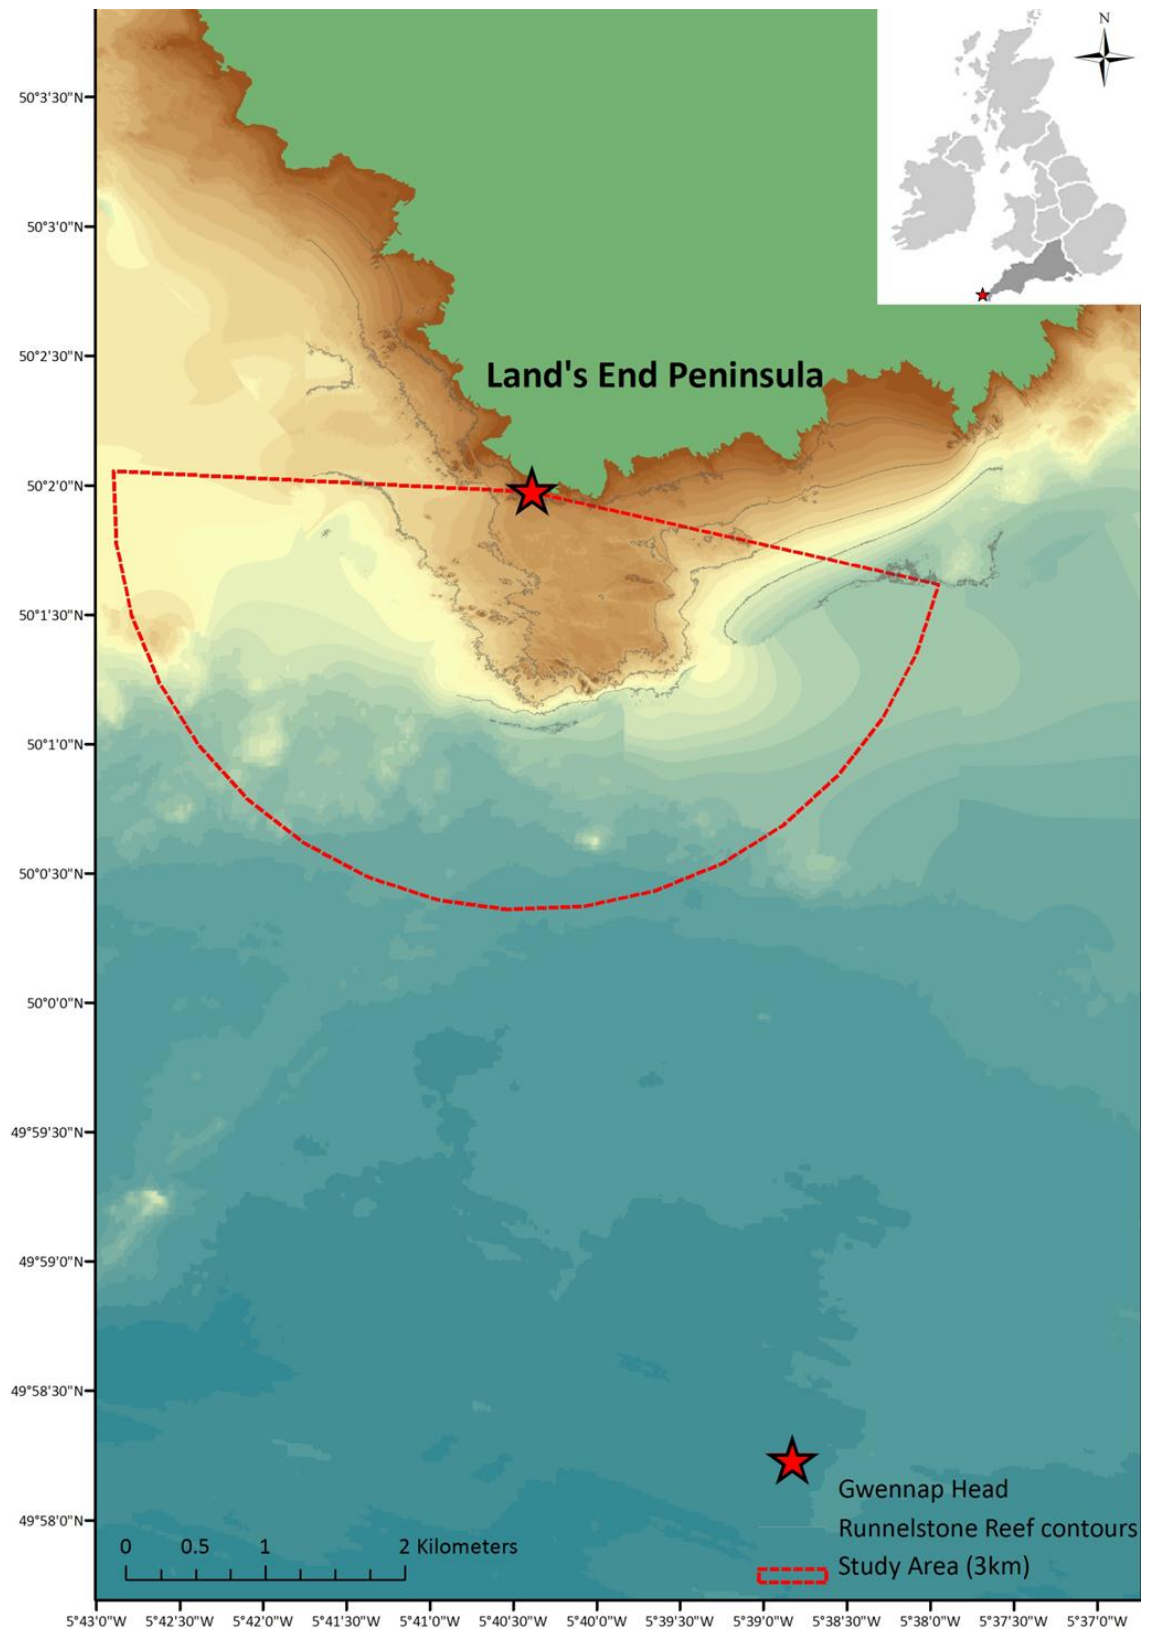 N
50°3'30"N
50°3'0"N
50°2'30"N
Land's End Peninsula
50°2'0"N
50°1'30"N
50°1'0"N
50°0'30"N
50°0'0"N
49°59'30"N
49°59'0"N
49°58'30"N
49°58'0"N
Gwennap Head
Runnelstone Reef contours
Study Area (3km)
0 0.5 1 2 Kilometers
5°43'0"W 5°42'30"W 5°42'0"W 5°41'30"W 5°41'0"W 5°40'30"W 5°40'0"W 5°39'30"W 5°39'0"W 5°38'30"W 5°38'0"W 5°37'30"W 5°37'0"W